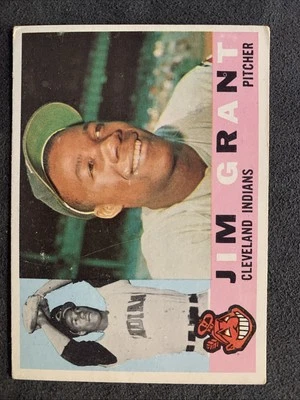 JIM GRANT
CLEVELAND INDIANS PITCHER
INDIANS